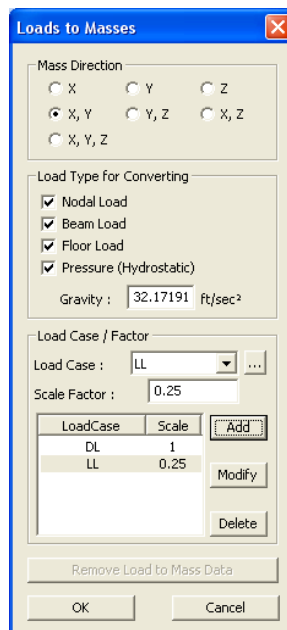 Loads to Masses
Mass Direction
X Y Z
X, Y Y, Z X, Z
X, Y, Z
Load Type for Converting
Nodal Load
Beam Load
Floor Load
Pressure (Hydrostatic)
Gravity : 32.17191 ft/sec²
Load Case / Factor
Load Case : LL ...
Scale Factor : 0.25
LoadCase Scale Add
DL 1
LL 0.25
Modify
Delete
Remove Load to Mass Data
OK Cancel